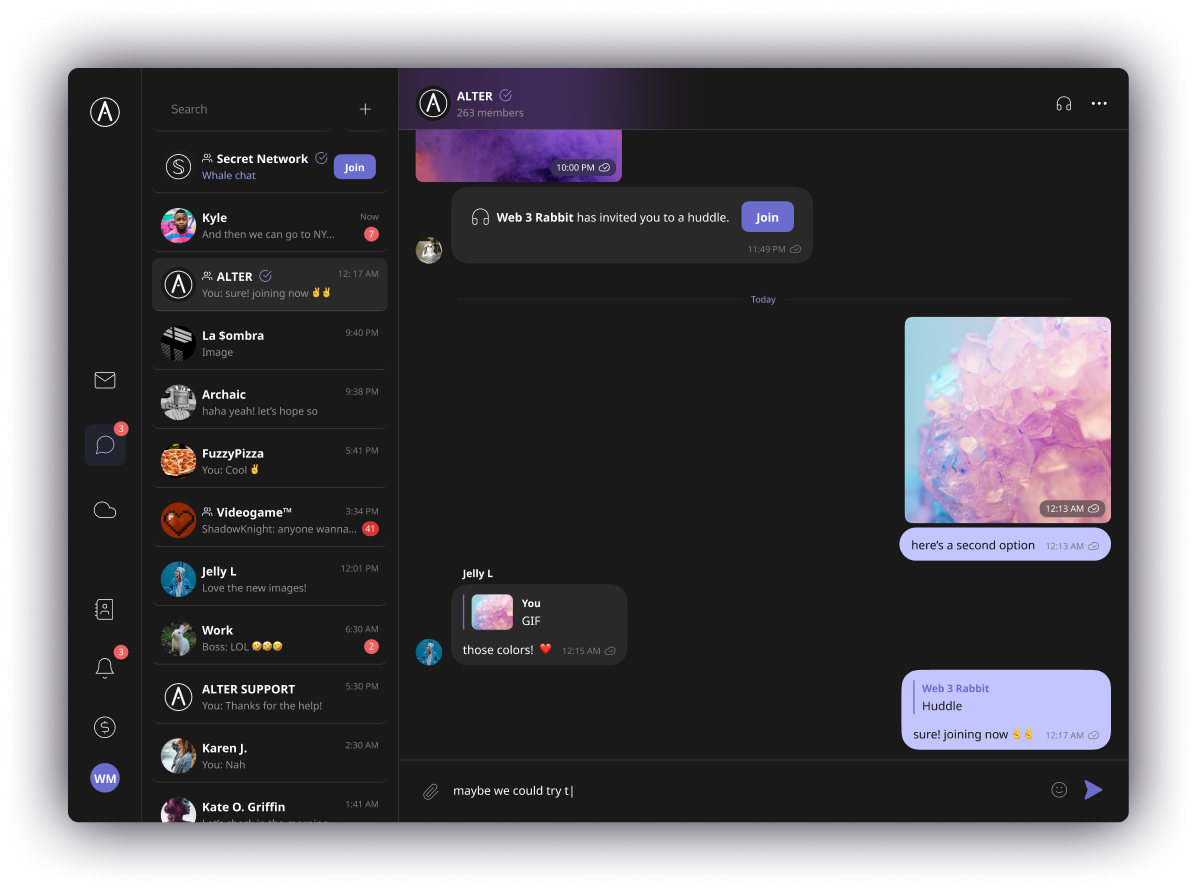 Search
Secret Network
Whale chat
Join
Kyle
Now
And then we can go to NY...
7
ALTER
12: 17 AM
You: sure! joining now ✌️✌️
La $ombra
9:40 PM
Image
Archaic
9:38 PM
haha yeah! let's hope so
3
FuzzyPizza
5:41 PM
You: Cool ✌️
Videogame™
3:34 PM
ShadowKnight: anyone wanna...
41
Jelly L
12:01 PM
Love the new images!
Work
6:30 AM
Boss: LOL 🤣🤣🤣
2
3
ALTER SUPPORT
5:30 PM
You: Thanks for the help!
Karen J.
2:30 AM
You: Nah
WM
Kate O. Griffin
1:41 AM
ALTER
263 members
10:00 PM
Web 3 Rabbit has invited you to a huddle.
Join
11:49 PM
Today
12:13 AM
here's a second option
12:13 AM
Jelly L
You
GIF
those colors! ❤️
12:15 AM
Web 3 Rabbit
Huddle
sure! joining now ✌️✌️
12:17 AM
maybe we could try t|